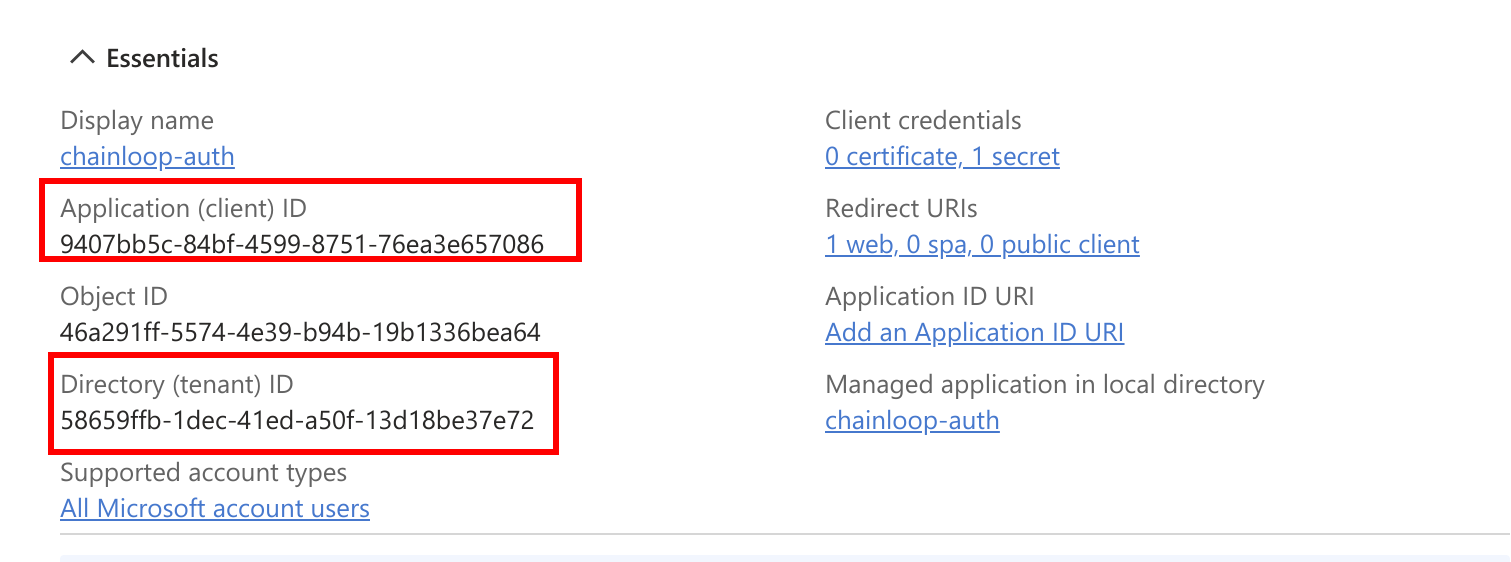 Essentials
Display name
chainloop-auth
Application (client) ID
9407bb5c-84bf-4599-8751-76ea3e657086
Object ID
46a291ff-5574-4e39-b94b-19b1336bea64
Directory (tenant) ID
58659ffb-1dec-41ed-a50f-13d18be37e72
Supported account types
All Microsoft account users
Client credentials
0 certificate, 1 secret
Redirect URIs
1 web, 0 spa, 0 public client
Application ID URI
Add an Application ID URI
Managed application in local directory
chainloop-auth